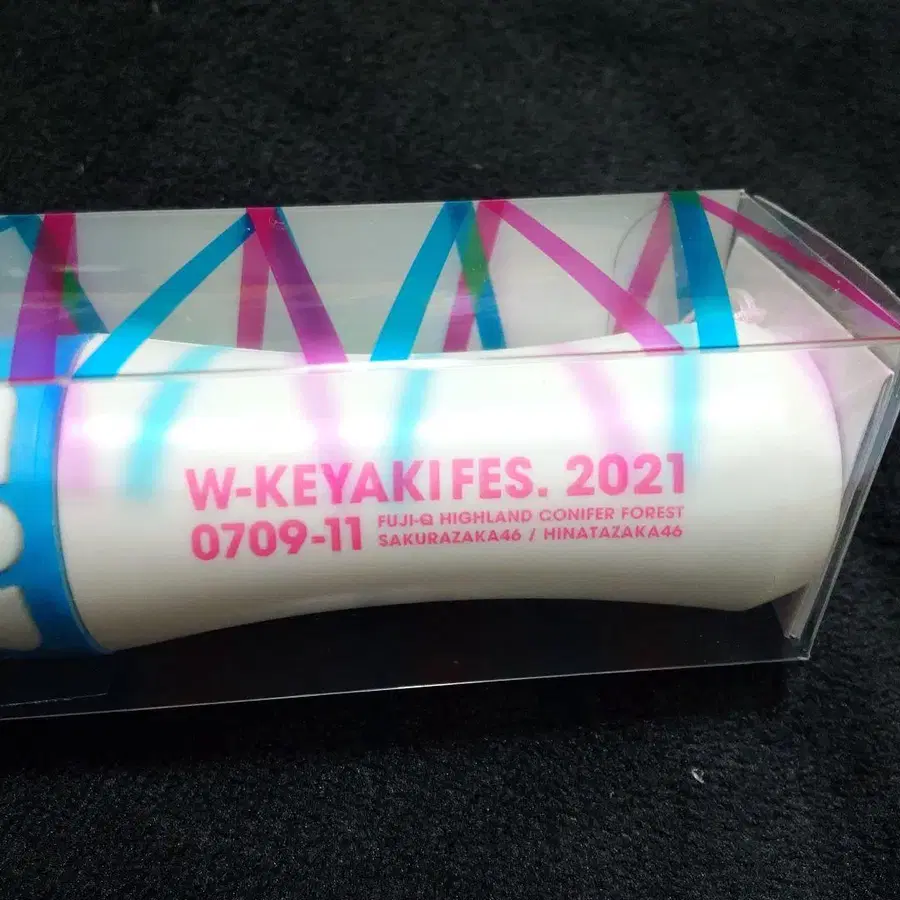 W-KEYAKI FES. 2021
0709-11 FUJI-Q HIGHLAND CONIFER FOREST
SAKURAZAKA46 / HINATAZAKA46